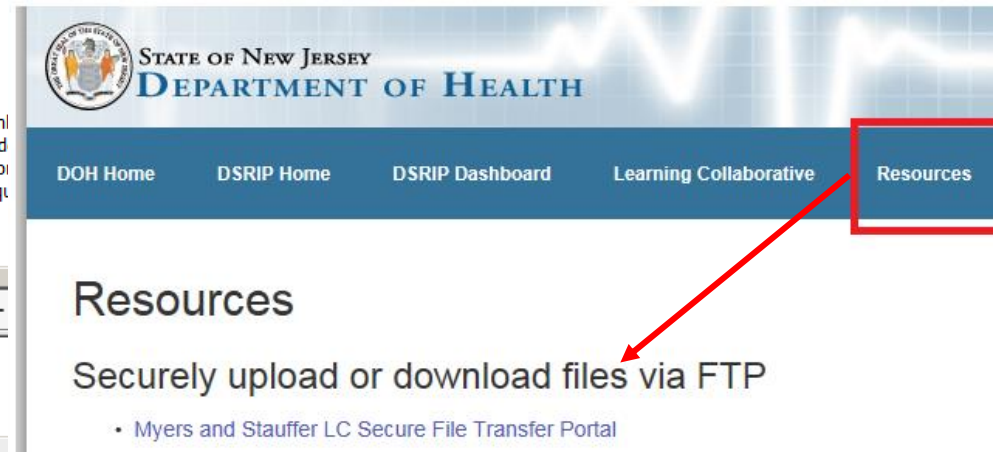 STATE OF NEW JERSEY
DEPARTMENT OF HEALTH
DOH Home DSRIP Home DSRIP Dashboard Learning Collaborative Resources
Resources
Securely upload or download files via FTP
• Myers and Stauffer LC Secure File Transfer Portal